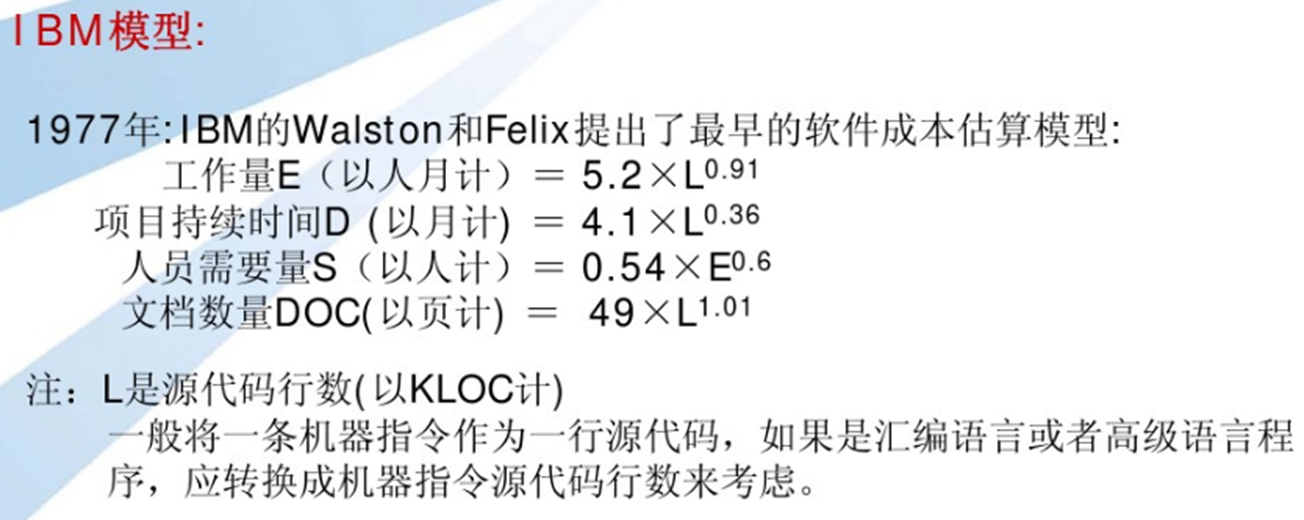 IBM模型:
1977年:IBM的Walston和Felix提出了最早的软件成本估算模型:
工作量E（以人月计）＝ 5.2×L^0.91
项目持续时间D (以月计) ＝ 4.1×L^0.36
人员需要量S（以人计）＝ 0.54×E^0.6
文档数量DOC(以页计) ＝ 49×L^1.01
注：L是源代码行数(以KLOC计)
一般将一条机器指令作为一行源代码，如果是汇编语言或者高级语言程
序，应转换成机器指令源代码行数来考虑。